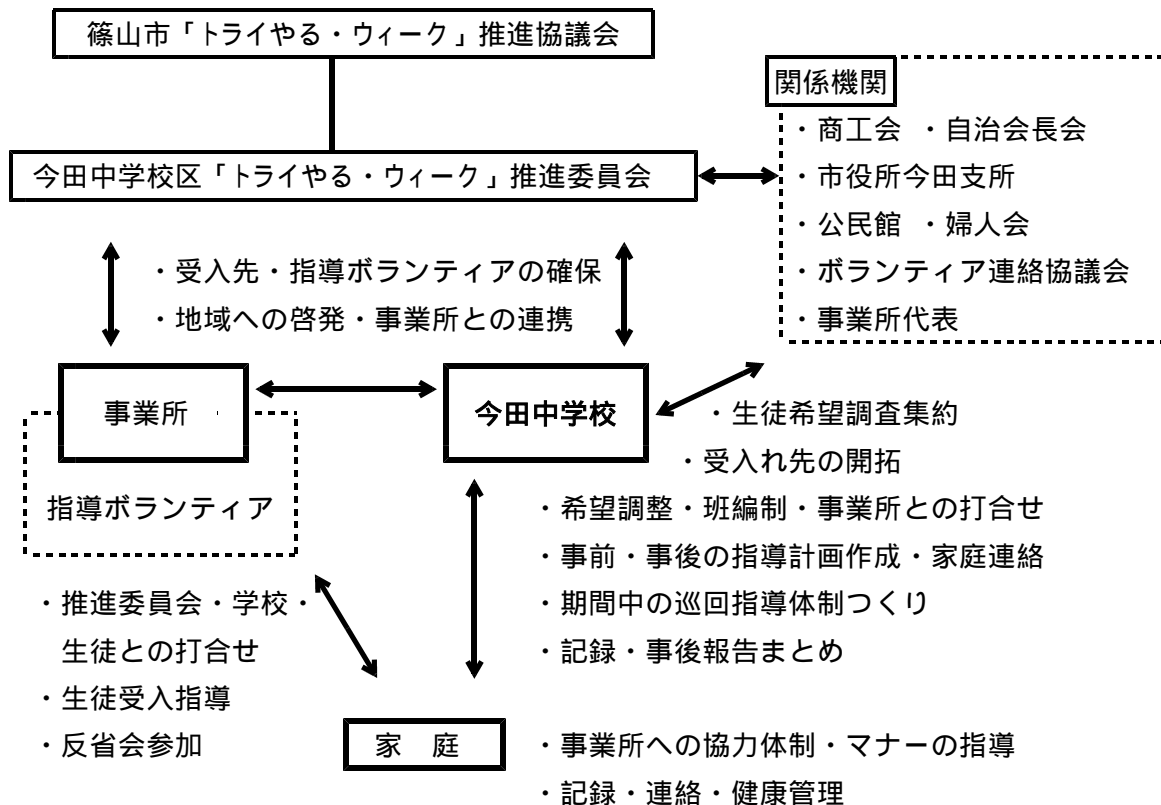 篠山市「トライやる・ウィーク」推進協議会
関係機関
・商工会 ・自治会長会
・市役所今田支所
・公民館 ・婦人会
・ボランティア連絡協議会
・事業所代表
今田中学校区「トライやる・ウィーク」推進委員会
・受入先・指導ボランティアの確保
・地域への啓発・事業所との連携
事業所
指導ボランティア
今田中学校
・生徒希望調査集約
・受入れ先の開拓
・希望調整・班編制・事業所との打合せ
・事前・事後の指導計画作成・家庭連絡
・期間中の巡回指導体制つくり
・記録・事後報告まとめ
・推進委員会・学校・
生徒との打合せ
・生徒受入指導
・反省会参加
家 庭
・事業所への協力体制・マナーの指導
・記録・連絡・健康管理